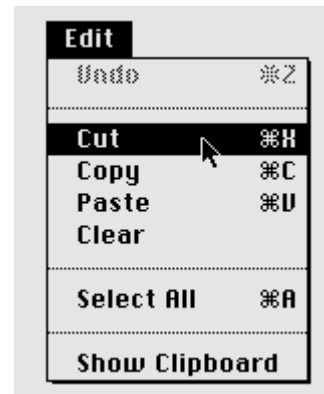 Edit
Undo ⌘Z
Cut ⌘X
Copy ⌘C
Paste ⌘V
Clear
Select All ⌘A
Show Clipboard